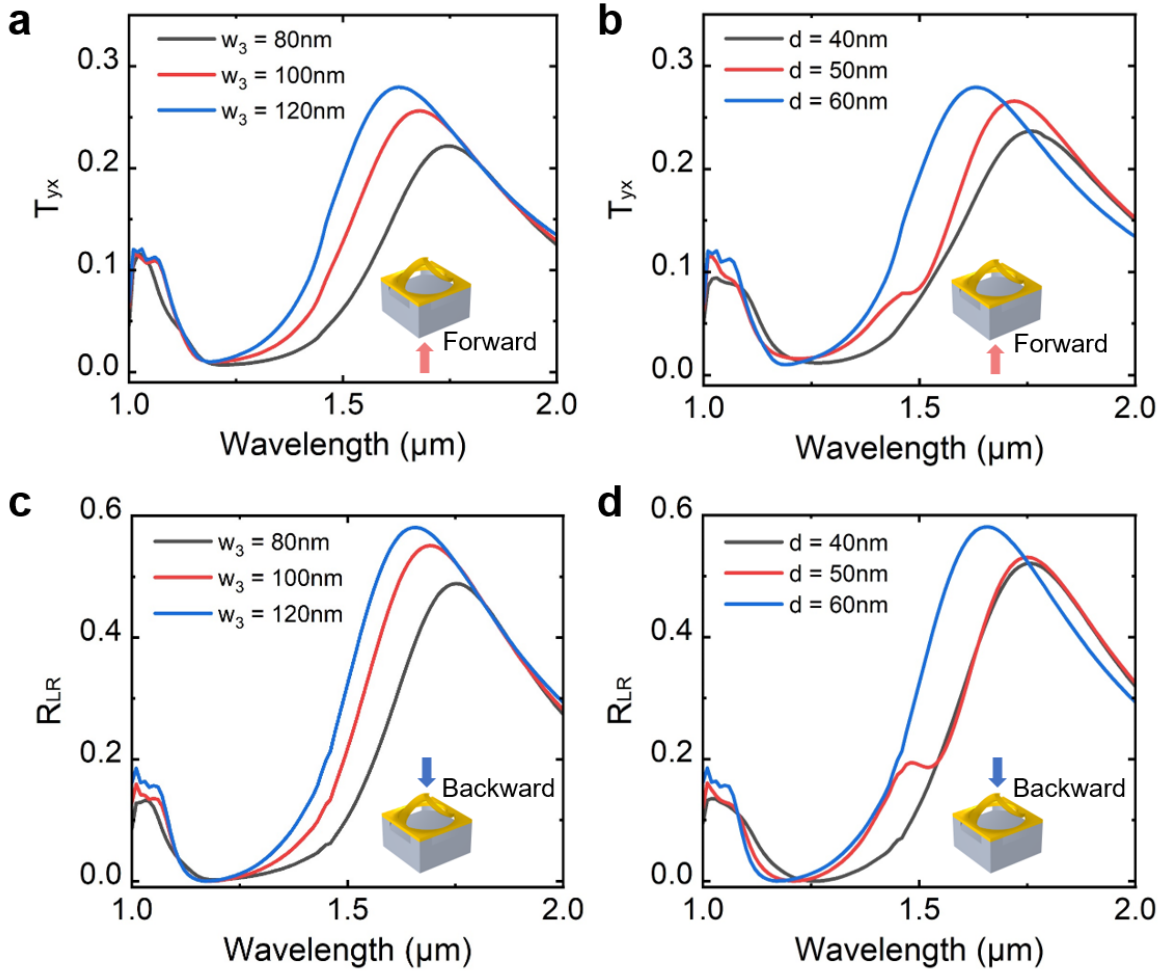 a
w₃ = 80nm
w₃ = 100nm
w₃ = 120nm
0.3
0.2
0.1
0.0
Tyx
Forward
1.0 1.5 2.0
Wavelength (μm)
b
d = 40nm
d = 50nm
d = 60nm
0.3
0.2
0.1
0.0
Tyx
Forward
1.0 1.5 2.0
Wavelength (μm)
c
w₃ = 80nm
w₃ = 100nm
w₃ = 120nm
0.6
0.4
0.2
0.0
RLR
Backward
1.0 1.5 2.0
Wavelength (μm)
d
d = 40nm
d = 50nm
d = 60nm
0.6
0.4
0.2
0.0
RLR
Backward
1.0 1.5 2.0
Wavelength (μm)